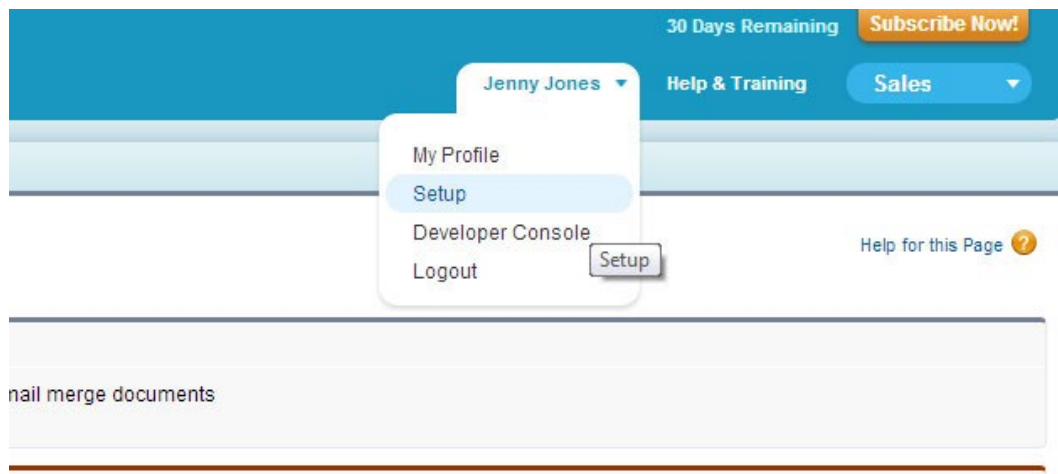 30 Days Remaining Subscribe Now!
Jenny Jones Help & Training Sales
My Profile
Setup
Developer Console
Help for this Page ?
Setup
Logout
mail merge documents